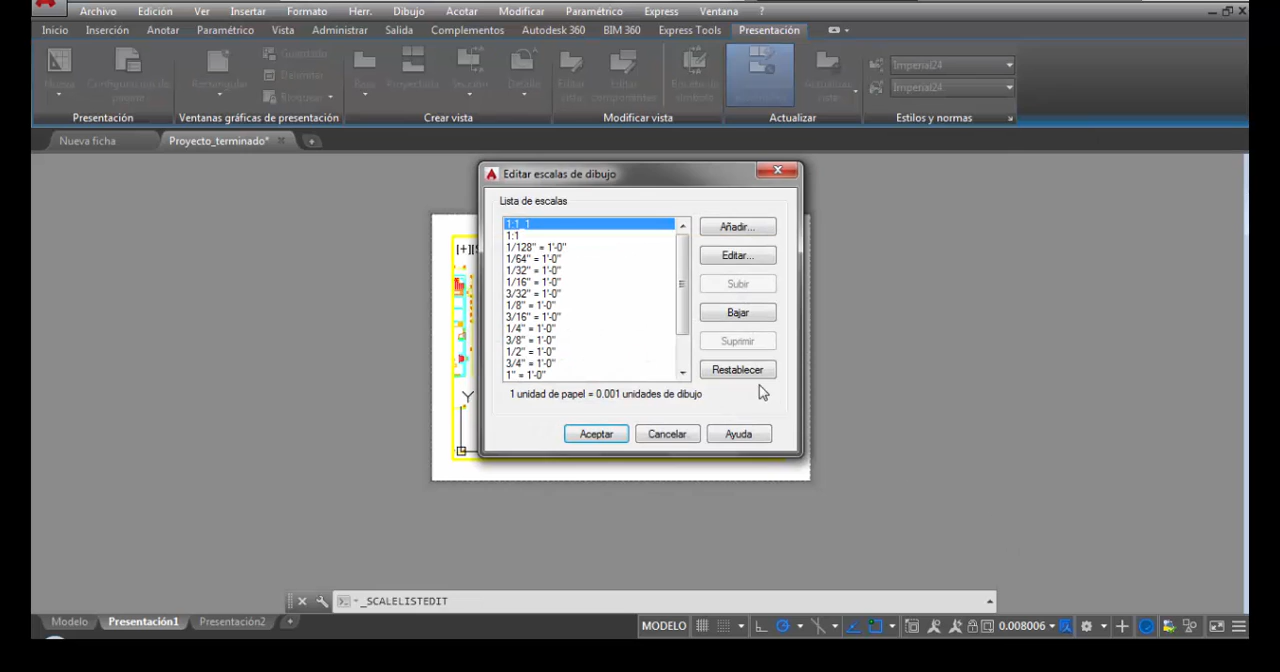 Archivo Edición Ver Insertar Formato Herr. Dibujo Acotar Modificar Paramétrico Express Ventana ?
Inicio Inserción Anotar Paramétrico Vista Administrar Salida Complementos Autodesk 360 BIM 360 Express Tools Presentación
Rectangular
Imperial24
Imperial24
Presentación Ventanas gráficas de presentación Crear vista Modificar vista Actualizar Estilos y normas
Nueva ficha Proyecto_terminado*
Editar escalas de dibujo
Lista de escalas
1:1_1
1:1
1/128" = 1'-0"
1/64" = 1'-0"
1/32" = 1'-0"
1/16" = 1'-0"
3/32" = 1'-0"
1/8" = 1'-0"
3/16" = 1'-0"
1/4" = 1'-0"
3/8" = 1'-0"
1/2" = 1'-0"
3/4" = 1'-0"
1" = 1'-0"
Añadir...
Editar...
Subir
Bajar
Suprimir
Restablecer
1 unidad de papel = 0.001 unidades de dibujo
Aceptar Cancelar Ayuda
Y
_SCALELISTEDIT
Modelo Presentación1 Presentación2 +
MODELO 0.008006